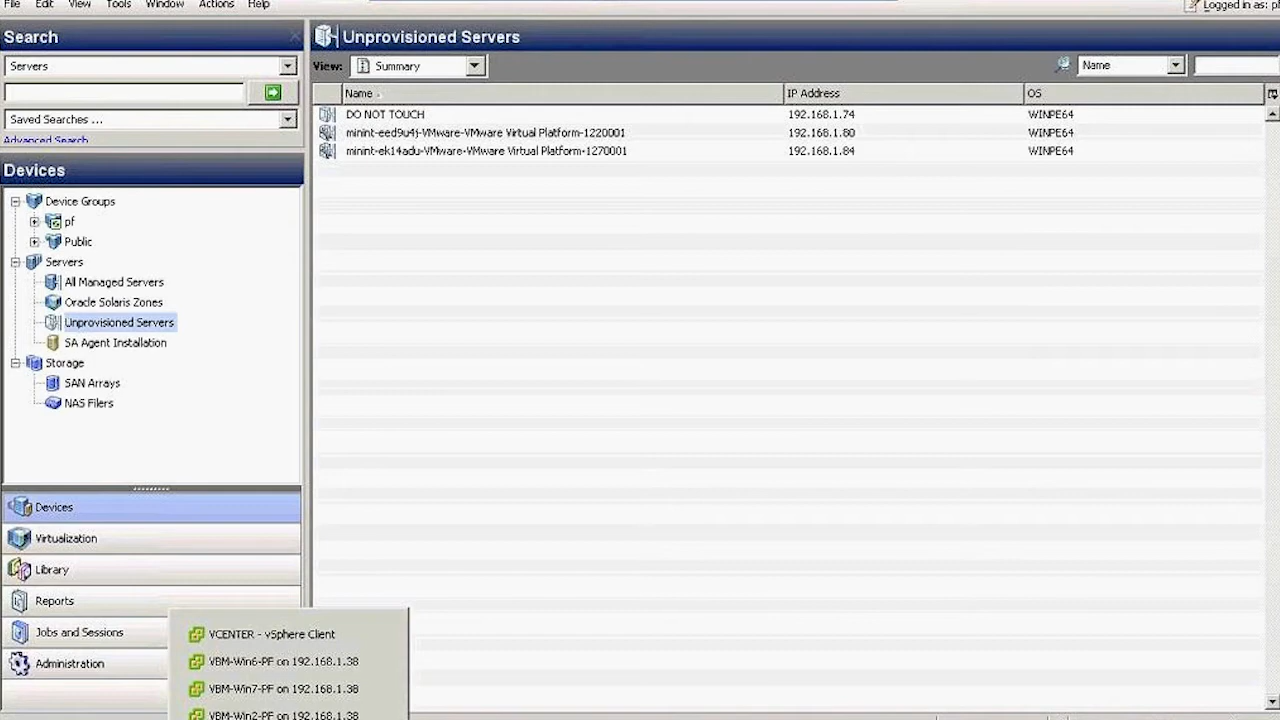 File Edit View Tools Window Actions Help
Logged in as: pf
Search
Servers
Saved Searches ...
Advanced Search
Devices
Device Groups
pf
Public
Servers
All Managed Servers
Oracle Solaris Zones
Unprovisioned Servers
SA Agent Installation
Storage
SAN Arrays
NAS Filers
Devices
Virtualization
Library
Reports
Jobs and Sessions
Administration
Unprovisioned Servers
View: Summary
Name
Name IP Address OS
DO NOT TOUCH 192.168.1.74 WINPE64
minint-eed9u4j-VMware-VMware Virtual Platform-1220001 192.168.1.80 WINPE64
minint-ek14adu-VMware-VMware Virtual Platform-1270001 192.168.1.84 WINPE64
VCENTER - vSphere Client
VBM-Win6-PF on 192.168.1.38
VBM-Win7-PF on 192.168.1.38
VBM-Win2-PF on 192.168.1.38